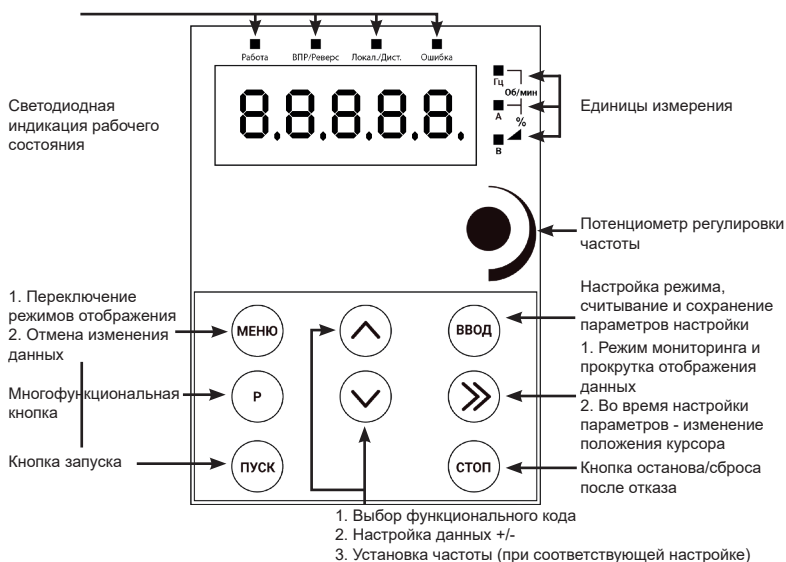 Работа ВПР/Реверс Локал./Дист. Ошибка
8.8.8.8.8.
Гц
Об/мин
А
%
В
Светодиодная
индикация рабочего
состояния
Единицы измерения
Потенциометр регулировки
частоты
Настройка режима,
считывание и сохранение
параметров настройки
1. Переключение
режимов отображения
2. Отмена изменения
данных
МЕНЮ
ВВОД
1. Режим мониторинга и
прокрутка отображения
данных
2. Во время настройки
параметров - изменение
положения курсора
Многофункциональная
кнопка
Р
Кнопка запуска
ПУСК
СТОП
Кнопка останова/сброса
после отказа
1. Выбор функционального кода
2. Настройка данных +/-
3. Установка частоты (при соответствующей настройке)